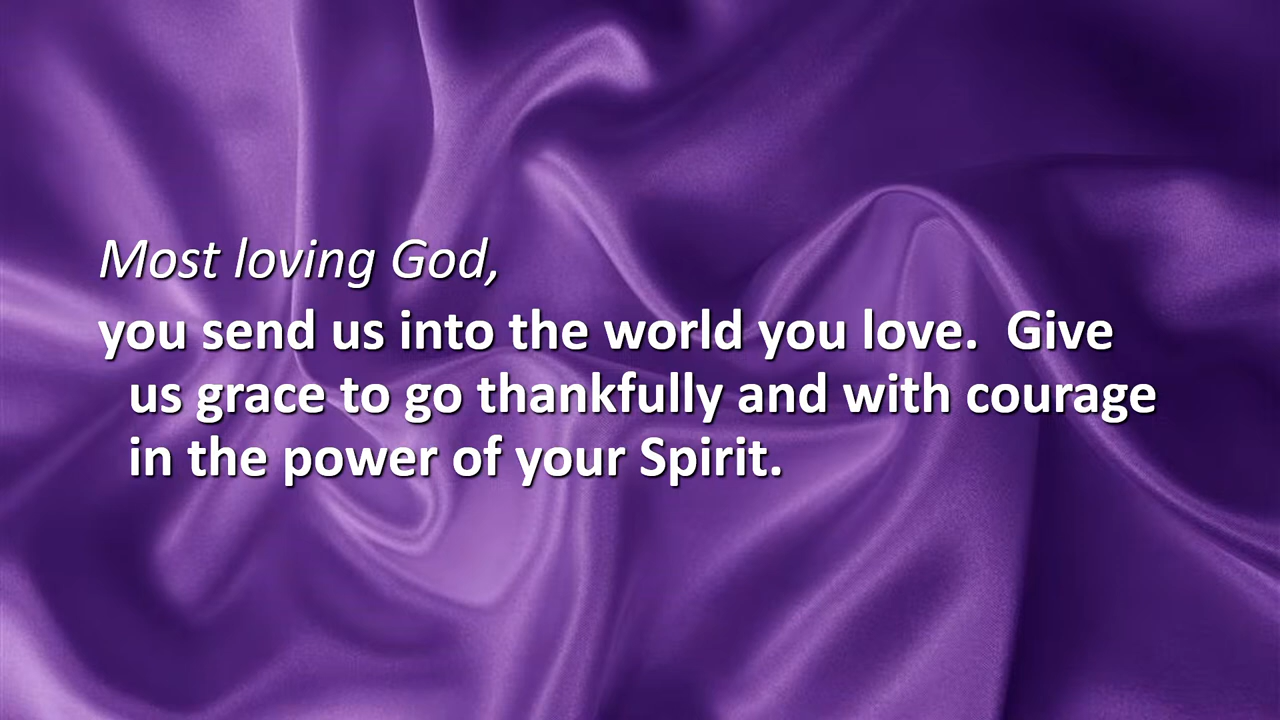 Most loving God,
you send us into the world you love.  Give
us grace to go thankfully and with courage
in the power of your Spirit.